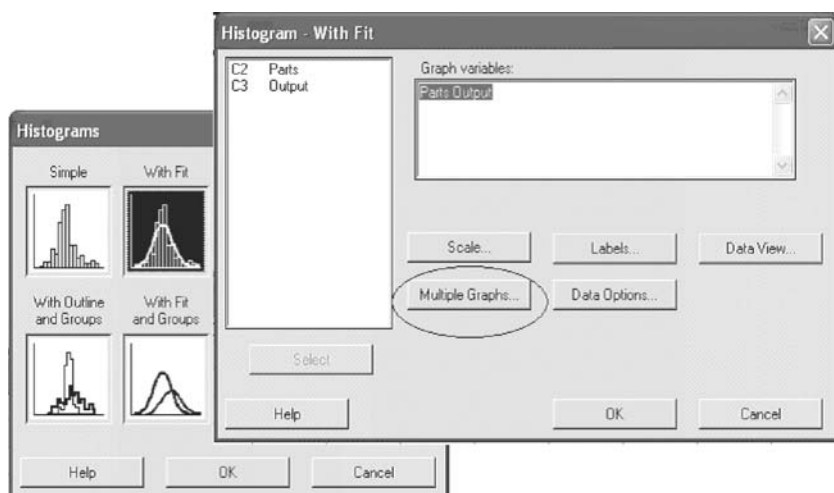 Histogram - With Fit
C2 Parts
C3 Output
Graph variables:
Parts Output
Scale...
Labels...
Data View...
Multiple Graphs...
Data Options...
Select
Help
OK
Cancel
Histograms
Simple
With Fit
With Outline
and Groups
With Fit
and Groups
Help
OK
Cancel